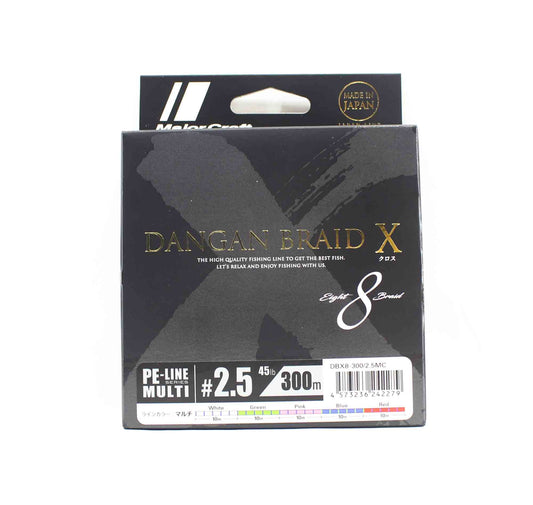 Major Craft
MADE IN
JAPAN
DANGAN BRAID X
クロス
THE HIGH QUALITY FISHING LINE TO GET THE BEST FISH.
LET'S RELAX AND ENJOY FISHING WITH US.
Eight 8 Braid
PE-LINE
SERIES
MULTI
#2.5 45lb 300m
DBX8-300/2.5MC
4573236242279
ラインカラー マルチ
White Green Pink Blue Red
10m 10m 10m 10m 10m